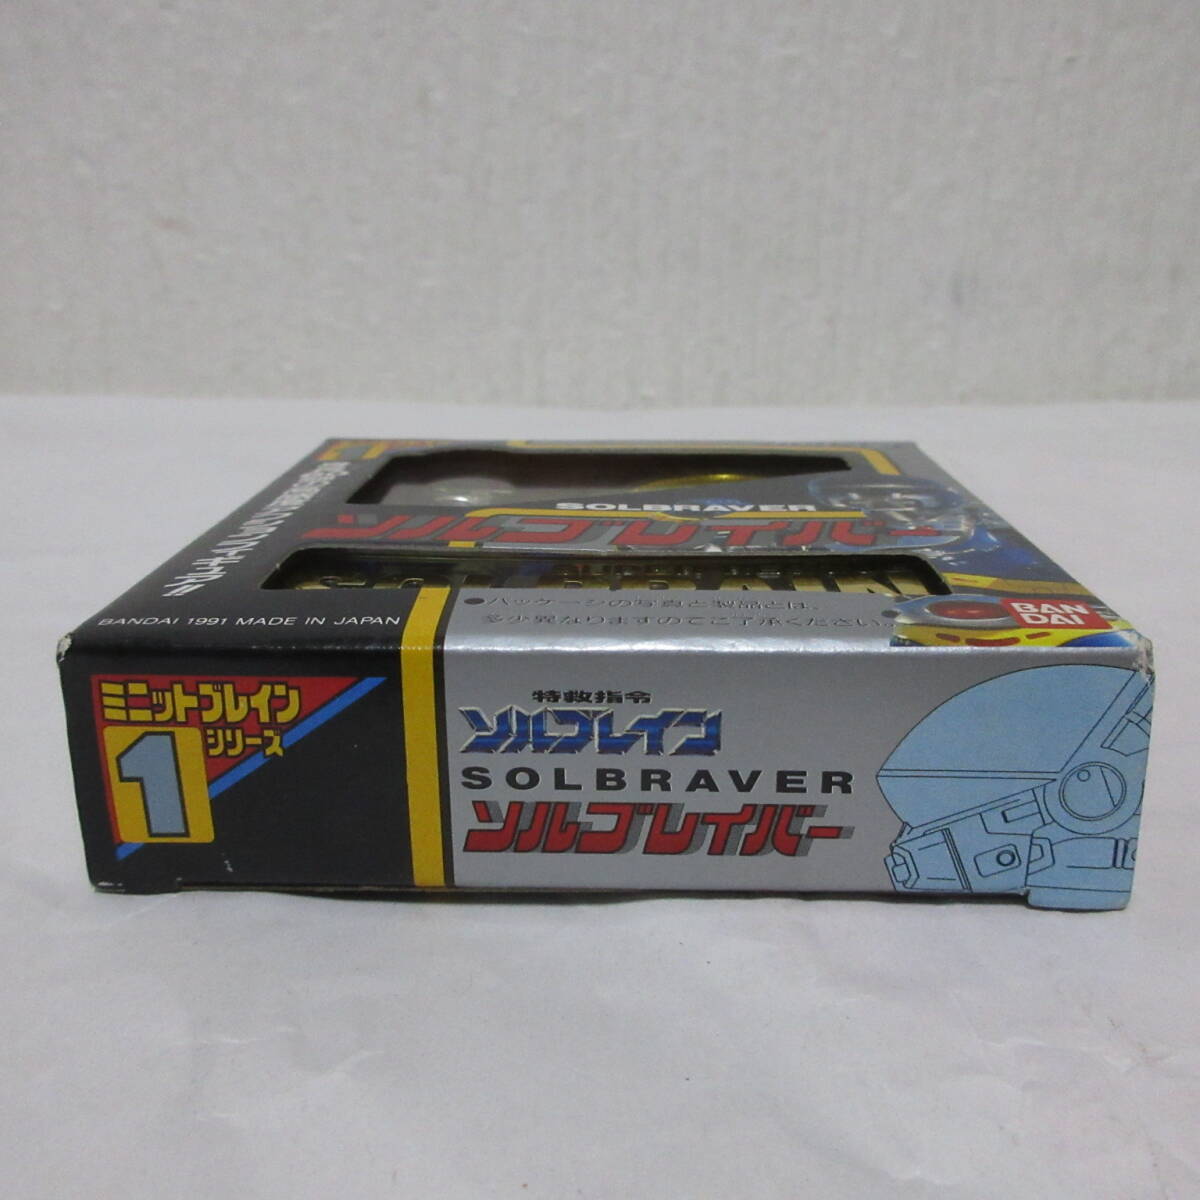 SOLBRAVER
ソルブレイバー
SOLBRAIN
●パッケージの写真と製品とは、
多少異なりますのでご了承ください。
BAN
DAI
BANDAI 1991 MADE IN JAPAN
ミニットブレイン
シリーズ
1
特救指令
ソルブレイン
SOLBRAVER
ソルブレイバー